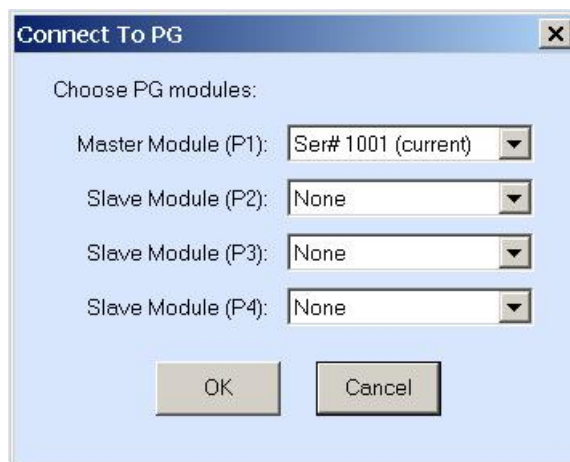 Connect To PG
Choose PG modules:
Master Module (P1): Ser# 1001 (current)
Slave Module (P2): None
Slave Module (P3): None
Slave Module (P4): None
OK Cancel